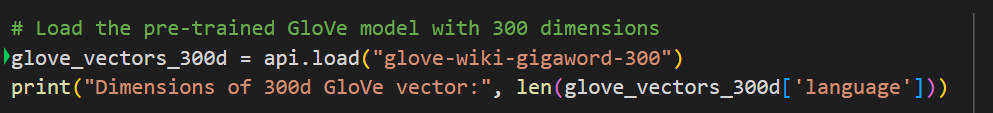 # Load the pre-trained GloVe model with 300 dimensions
glove_vectors_300d = api.load("glove-wiki-gigaword-300")
print("Dimensions of 300d GloVe vector:", len(glove_vectors_300d['language']))